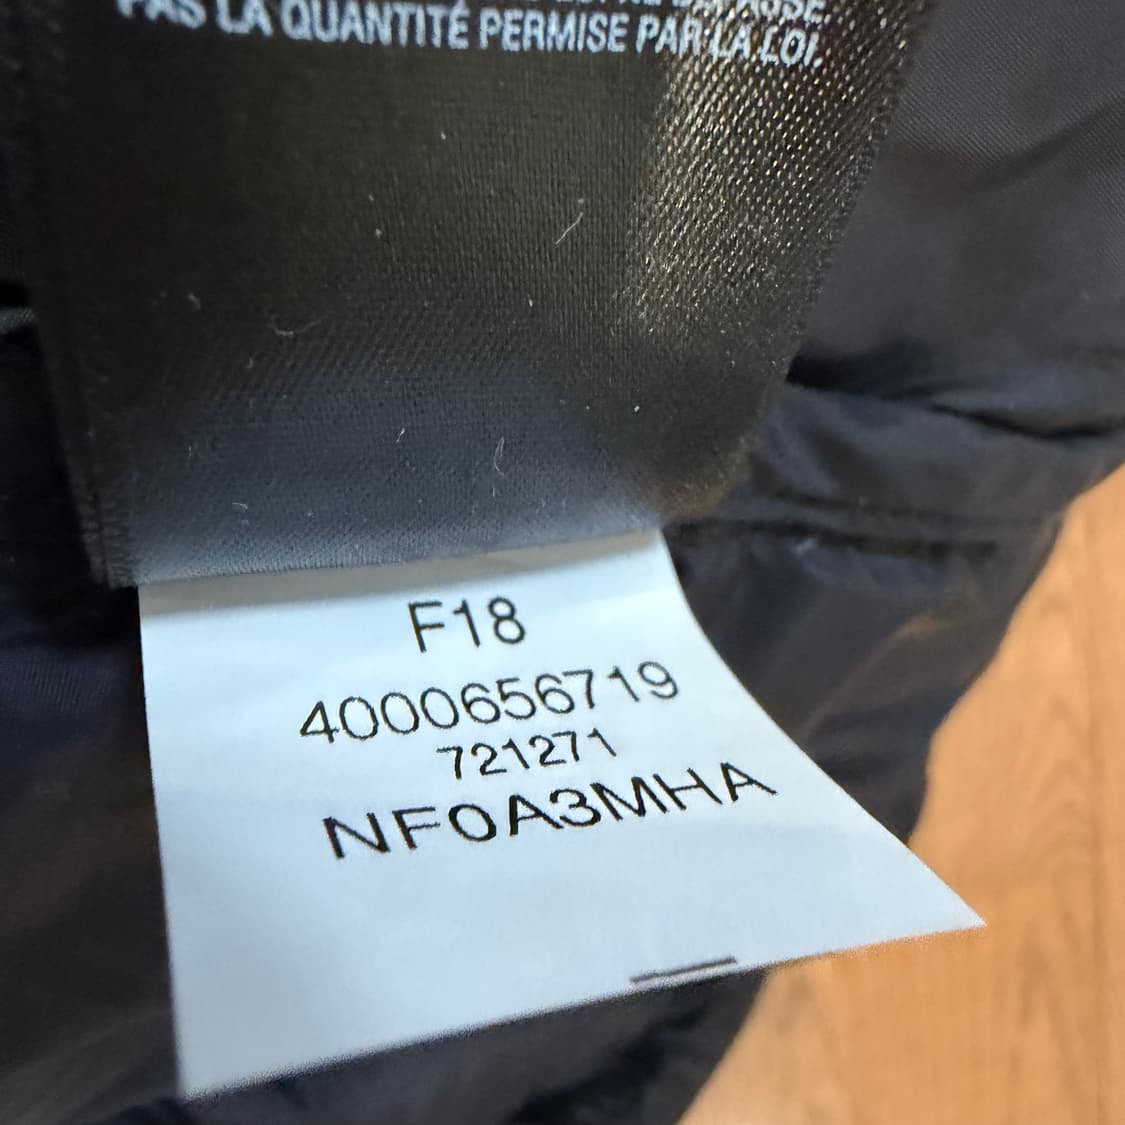 PAS LA QUANTITÉ PERMISE PAR LA LOI.
F18
4000656719
721271
NF0A3MHA